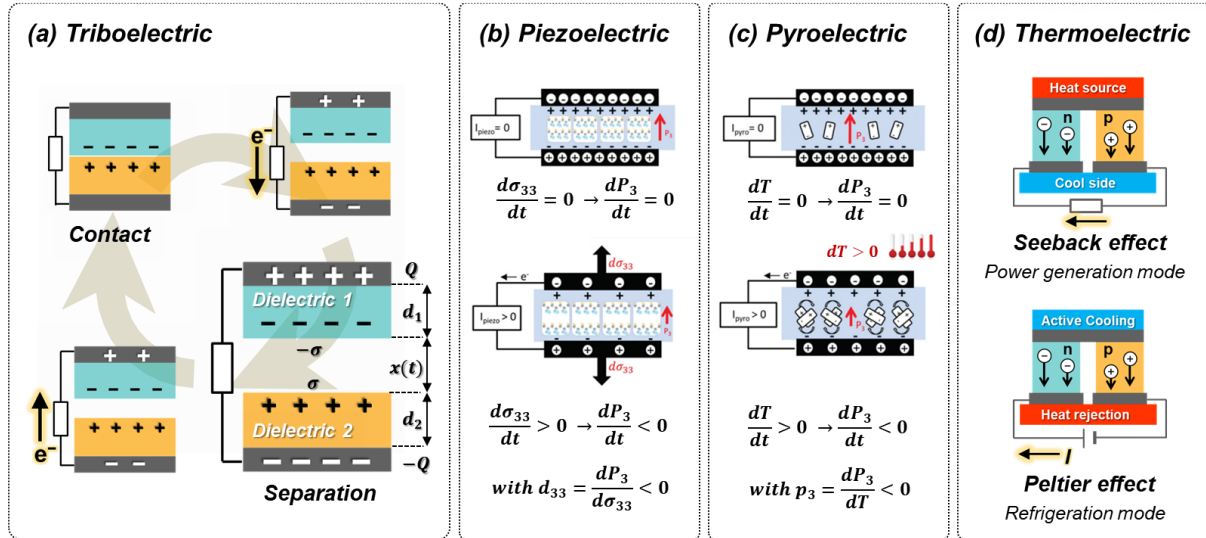 (a) Triboelectric
Contact
e⁻
+ +
− − − −
+ + + +
− −
e⁻
+ +
− − − −
+ + + +
− −
+ + + +
Dielectric 1
− − − −
+ + + +
Dielectric 2
− − − −
Q
d₁
−σ
x(t)
σ
d₂
−Q
Separation
(b) Piezoelectric
I_piezo = 0
P₃
dσ₃₃/dt = 0 → dP₃/dt = 0
dσ₃₃
← e⁻
I_piezo > 0
P₃
dσ₃₃
dσ₃₃/dt > 0 → dP₃/dt < 0
with d₃₃ = dP₃/dσ₃₃ < 0
(c) Pyroelectric
I_pyro = 0
P₃
dT/dt = 0 → dP₃/dt = 0
dT > 0
← e⁻
I_pyro > 0
P₃
dT/dt > 0 → dP₃/dt < 0
with p₃ = dP₃/dT < 0
(d) Thermoelectric
Heat source
n p
Cool side
Seeback effect
Power generation mode
Active Cooling
n p
Heat rejection
I
Peltier effect
Refrigeration mode